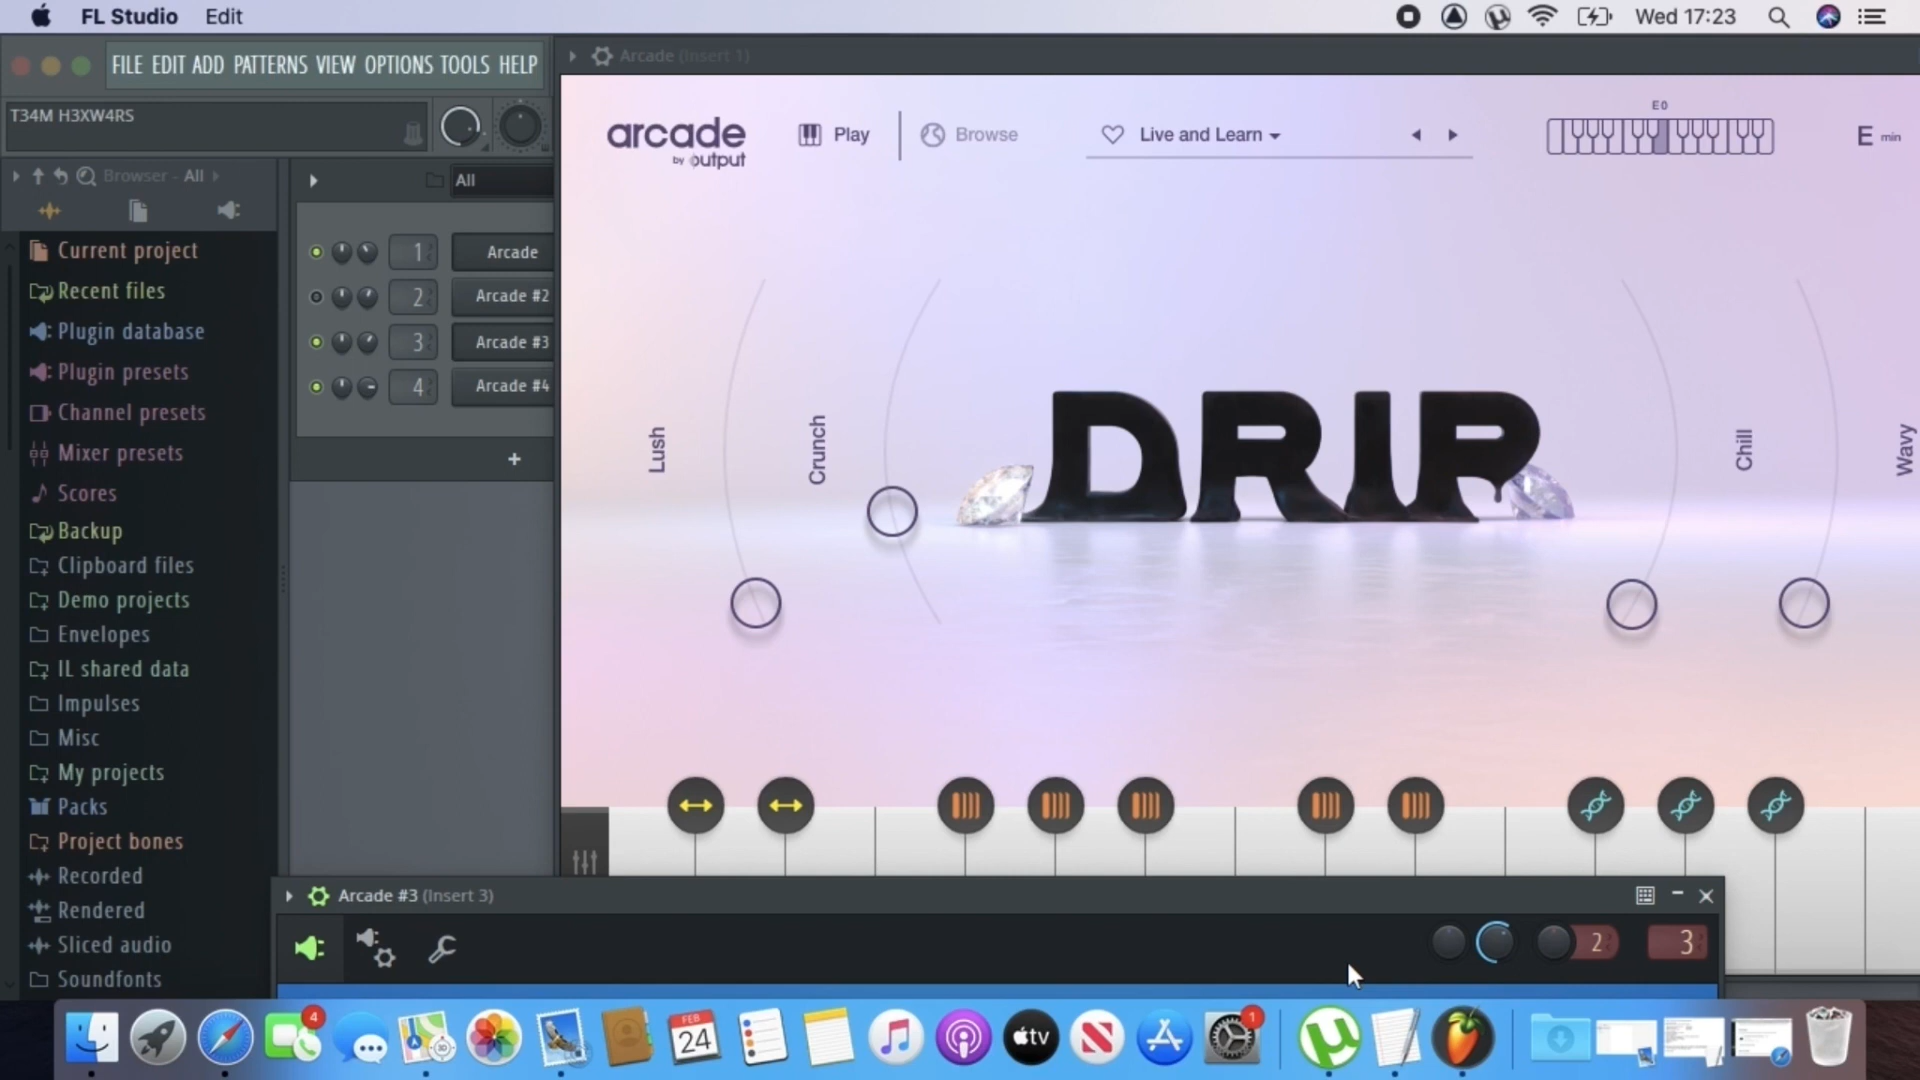 FL Studio Edit
Wed 17:23
FILE EDIT ADD PATTERNS VIEW OPTIONS TOOLS HELP
Arcade (Insert 1)
T34M H3XW4RS
arcade
by output
Play
Browse
Live and Learn
E0
E min
Browser - All
All
Current project
Recent files
Plugin database
Plugin presets
Channel presets
Mixer presets
Scores
Backup
Clipboard files
Demo projects
Envelopes
IL shared data
Impulses
Misc
My projects
Packs
Project bones
Recorded
Rendered
Sliced audio
Soundfonts
1 Arcade
2 Arcade #2
3 Arcade #3
4 Arcade #4
+
Lush
Crunch
DRIP
Chill
Wavy
Arcade #3 (Insert 3)
2
3
4
FEB
24
tv
1